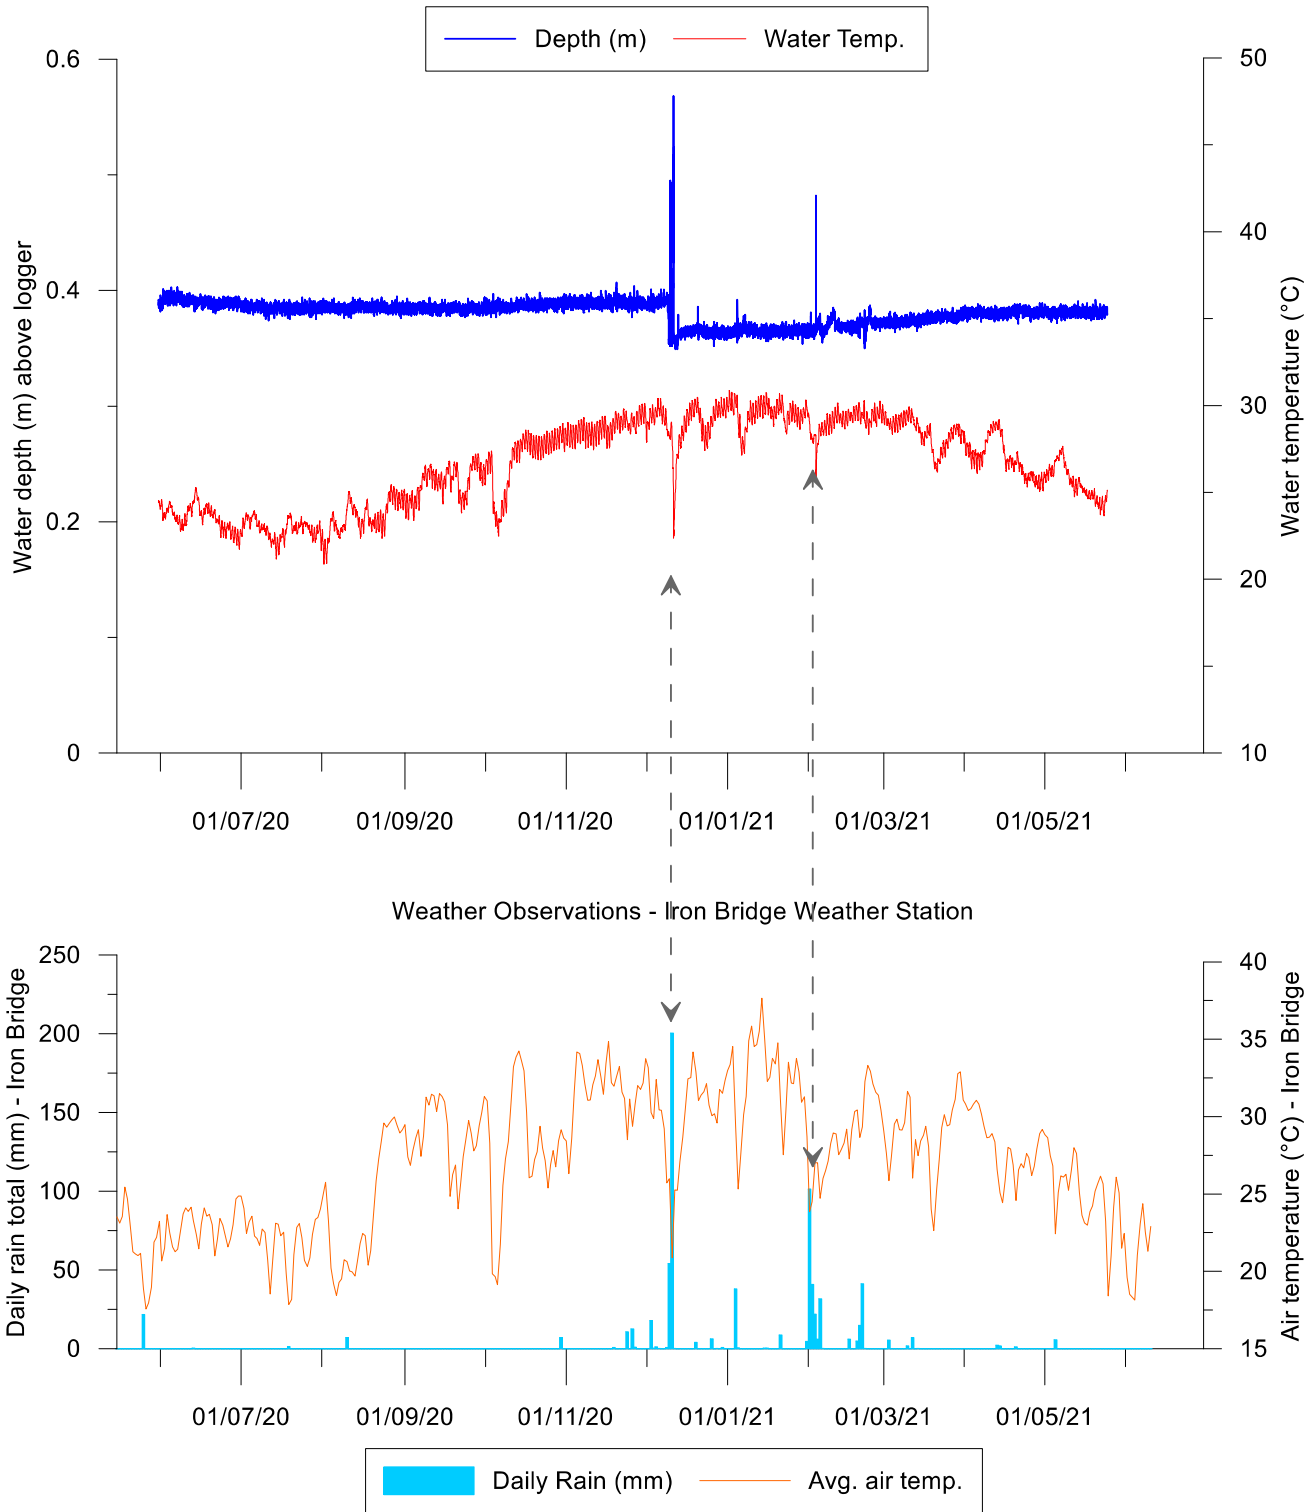 Depth (m) Water Temp.
0.6
0.4
0.2
0
Water depth (m) above logger
50
40
30
20
10
Water temperature (°C)
01/07/20 01/09/20 01/11/20 01/01/21 01/03/21 01/05/21
Weather Observations - Iron Bridge Weather Station
250
200
150
100
50
0
Daily rain total (mm) - Iron Bridge
40
35
30
25
20
15
Air temperature (°C) - Iron Bridge
01/07/20 01/09/20 01/11/20 01/01/21 01/03/21 01/05/21
Daily Rain (mm) Avg. air temp.